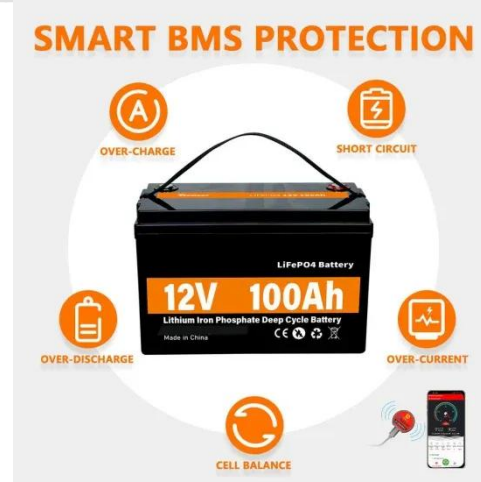 SMART BMS PROTECTION
A
OVER-CHARGE
SHORT CIRCUIT
LiFePO4 Battery
12V 100Ah
Lithium Iron Phosphate Deep Cycle Battery
Made in China
CE
OVER-DISCHARGE
OVER-CURRENT
CELL BALANCE